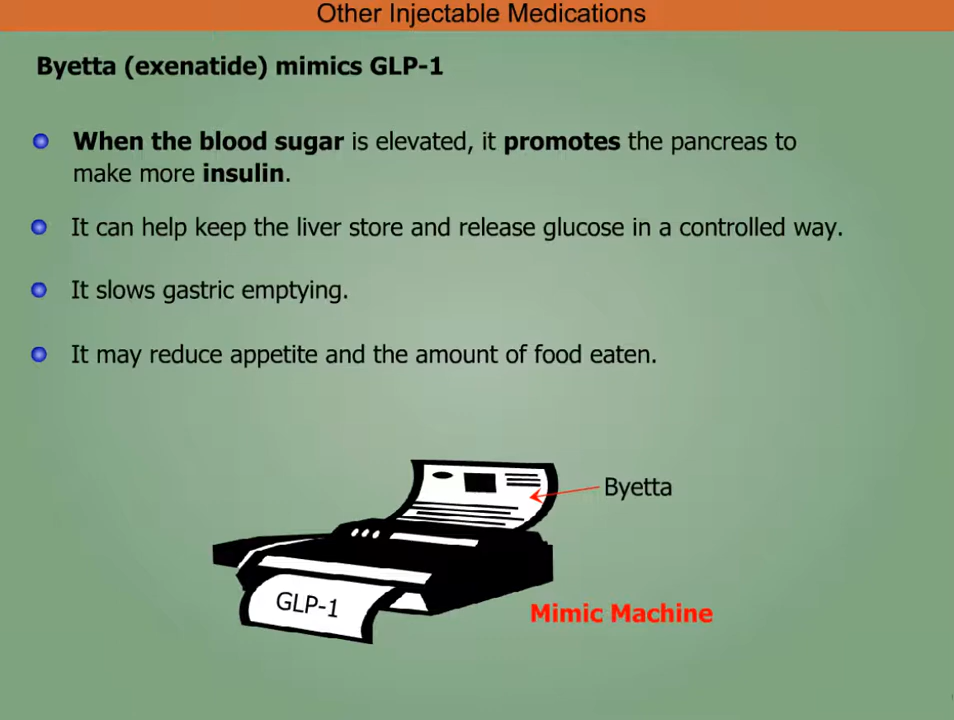 Other Injectable Medications
Byetta (exenatide) mimics GLP-1
When the blood sugar is elevated, it promotes the pancreas to
make more insulin.
It can help keep the liver store and release glucose in a controlled way.
It slows gastric emptying.
It may reduce appetite and the amount of food eaten.
Byetta
GLP-1
Mimic Machine